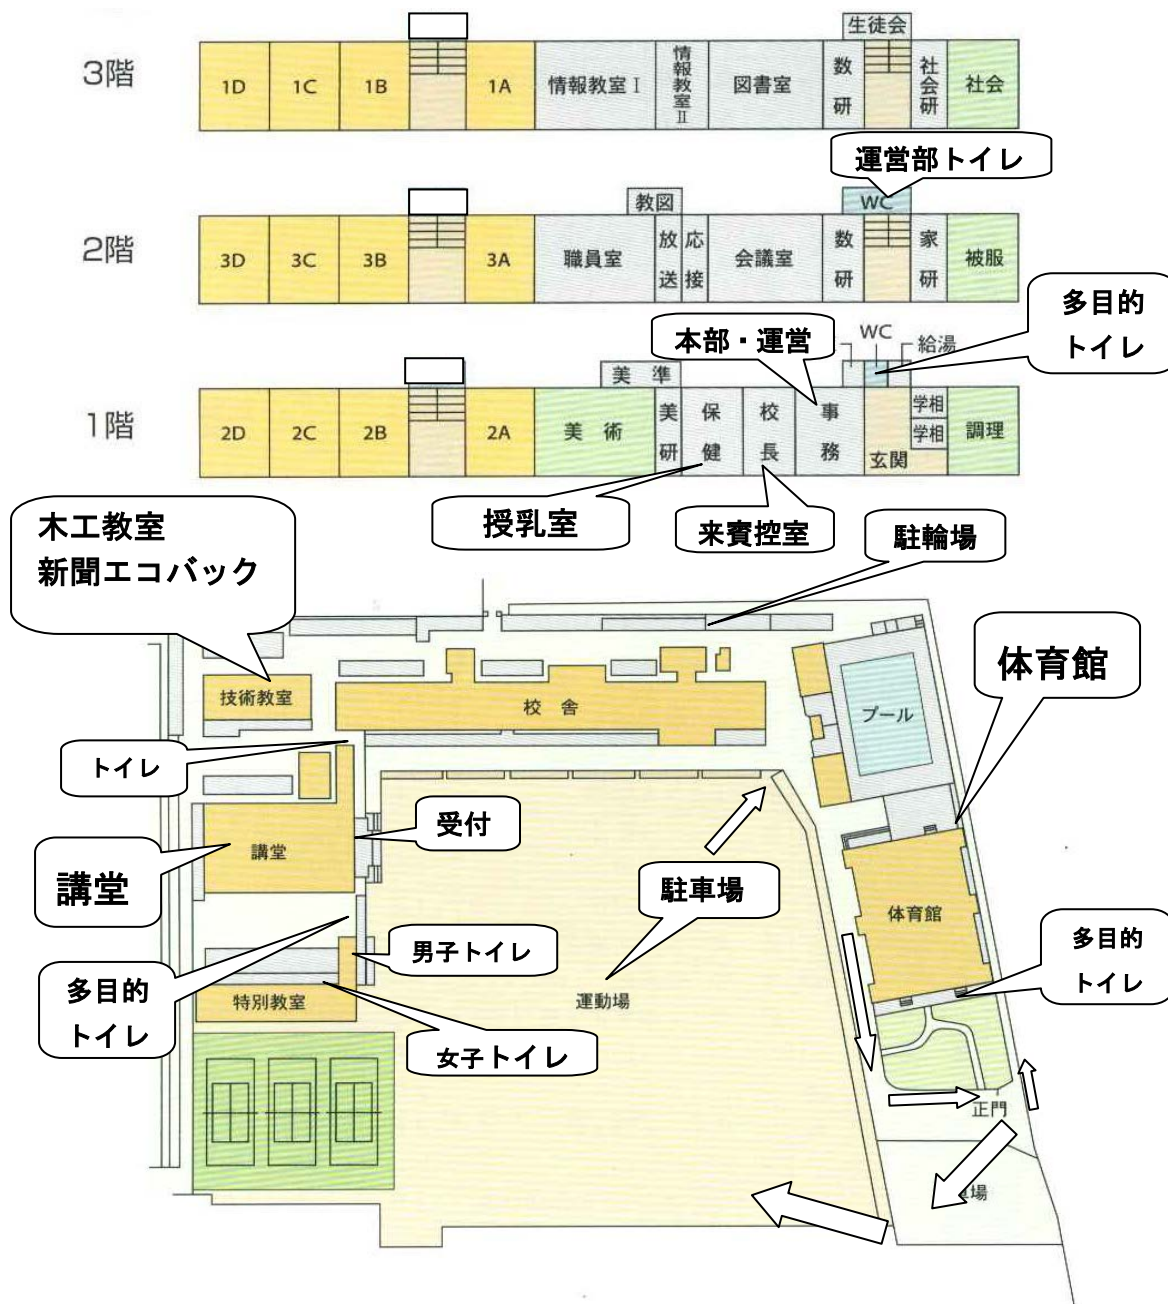 生徒会
3階
1D
1C
1B
1A
情報教室Ⅰ
情報教室Ⅱ
図書室
数研
社会研
社会
運営部トイレ
教図
WC
2階
3D
3C
3B
3A
職員室
放送
応接
会議室
数研
家研
被服
多目的
トイレ
本部・運営
WC
給湯
美 準
1階
2D
2C
2B
2A
美 術
美研
保健
校長
事務
玄関
学相
学相
調理
木工教室
新聞エコバック
授乳室
来賓控室
駐輪場
体育館
技術教室
校 舎
プール
トイレ
受付
講堂
講堂
駐車場
体育館
男子トイレ
多目的
トイレ
多目的
トイレ
特別教室
運動場
女子トイレ
正門
場